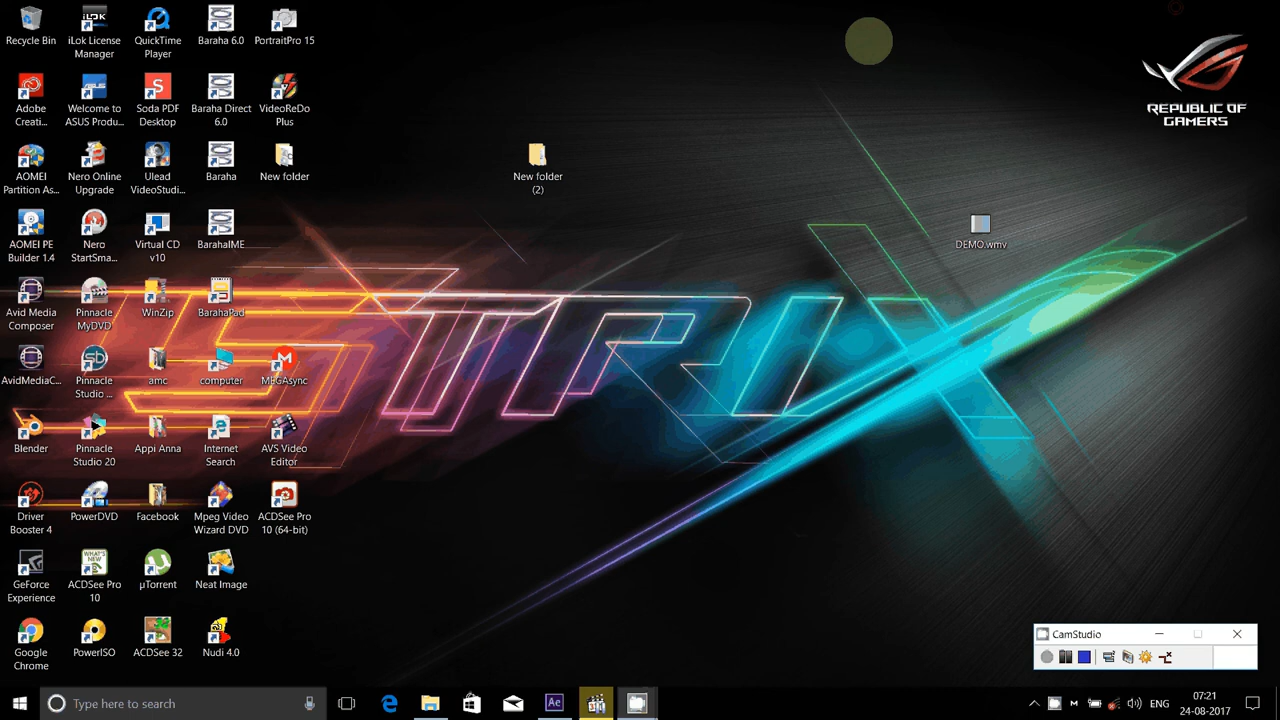 Recycle Bin
iLok License
Manager
QuickTime
Player
Baraha 6.0
PortraitPro 15
Adobe
Creati...
Welcome to
ASUS Produ...
Soda PDF
Desktop
Baraha Direct
6.0
VideoReDo
Plus
AOMEI
Partition As...
Nero Online
Upgrade
Ulead
VideoStudi...
Baraha
New folder
New folder
(2)
AOMEI PE
Builder 1.4
Nero
StartSma...
Virtual CD
v10
BarahaIME
DEMO.wmv
Avid Media
Composer
Pinnacle
MyDVD
WinZip
BarahaPad
AvidMediaC...
Pinnacle
Studio ...
amc
computer
MEGAsync
Blender
Pinnacle
Studio 20
Appi Anna
Internet
Search
AVS Video
Editor
Driver
Booster 4
PowerDVD
Facebook
Mpeg Video
Wizard DVD
ACDSee Pro
10 (64-bit)
GeForce
Experience
ACDSee Pro
10
µTorrent
Neat Image
Google
Chrome
PowerISO
ACDSee 32
Nudi 4.0
REPUBLIC OF
GAMERS
STRIX
CamStudio
Type here to search
Ae
ENG
07:21
24-08-2017